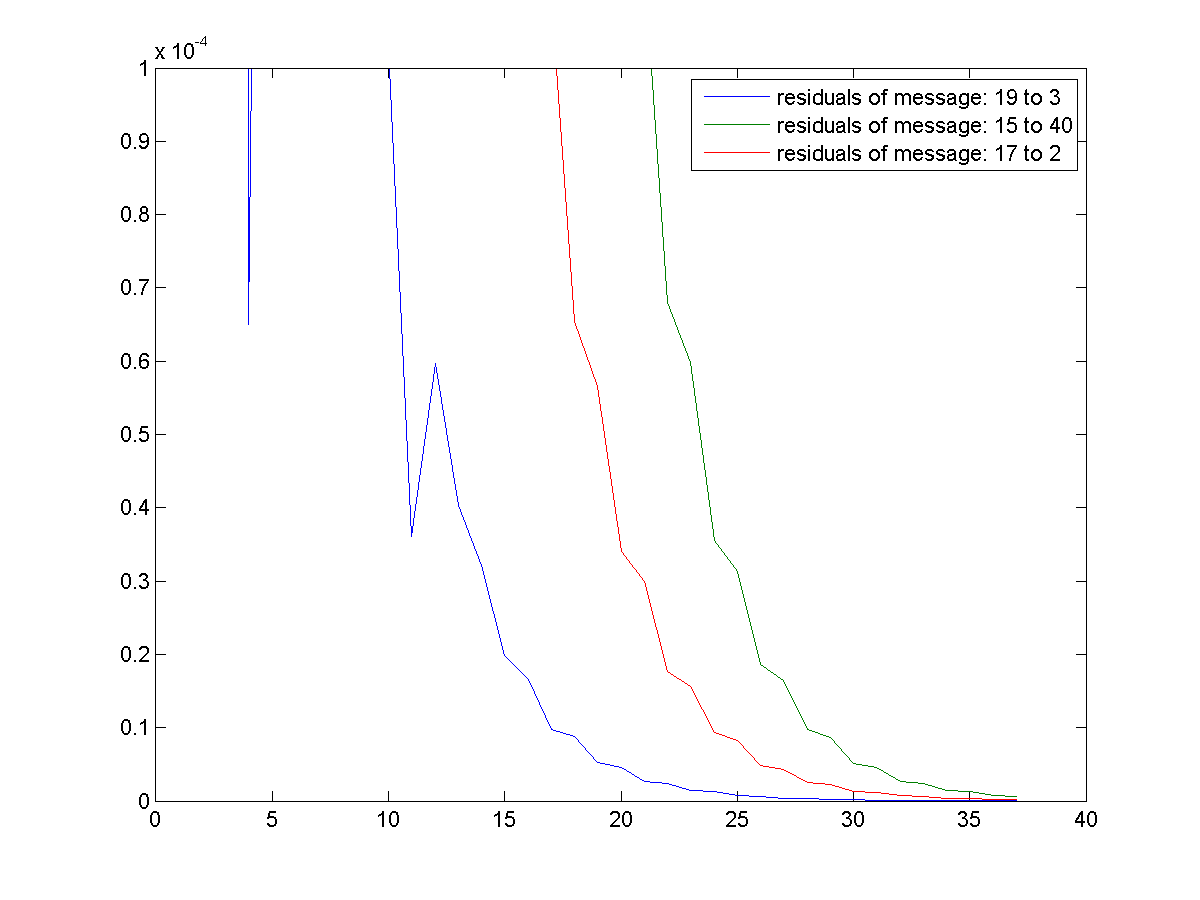 x 10-4
1
0.9
0.8
0.7
0.6
0.5
0.4
0.3
0.2
0.1
0
0 5 10 15 20 25 30 35 40
residuals of message: 19 to 3
residuals of message: 15 to 40
residuals of message: 17 to 2